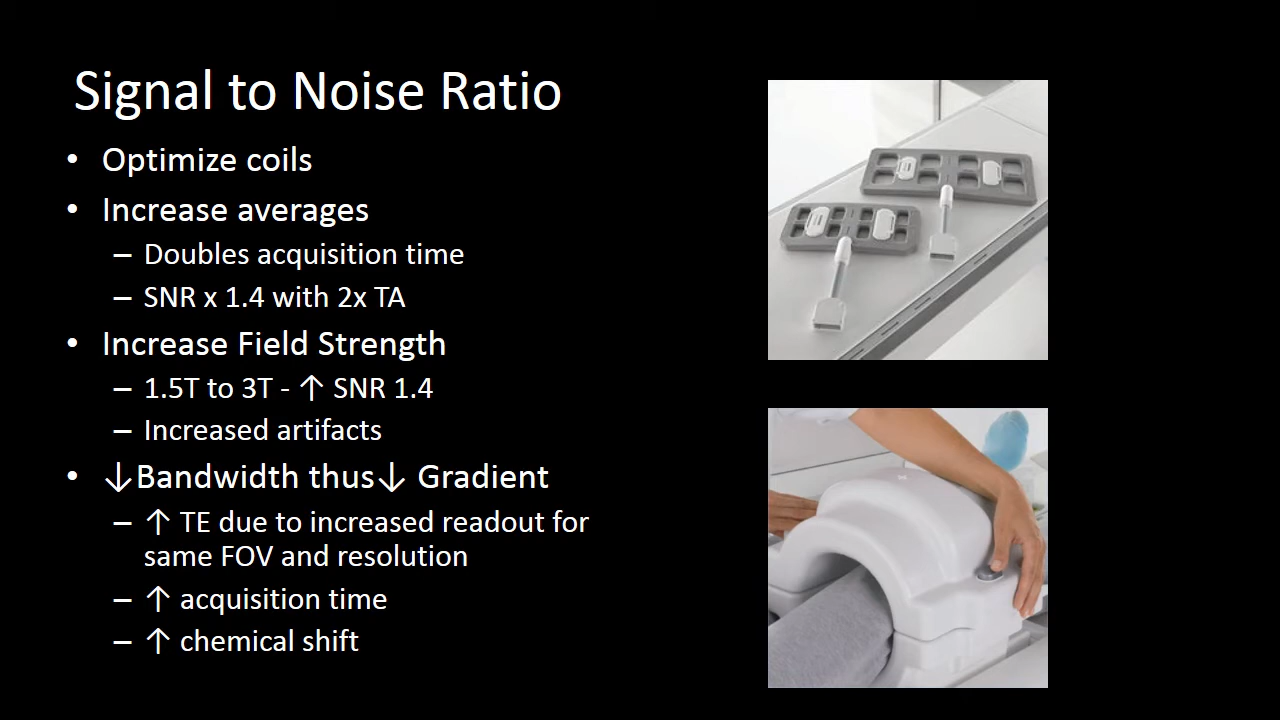 Signal to Noise Ratio
• Optimize coils
• Increase averages
– Doubles acquisition time
– SNR x 1.4 with 2x TA
• Increase Field Strength
– 1.5T to 3T - ↑ SNR 1.4
– Increased artifacts
• ↓Bandwidth thus↓ Gradient
– ↑ TE due to increased readout for
same FOV and resolution
– ↑ acquisition time
– ↑ chemical shift